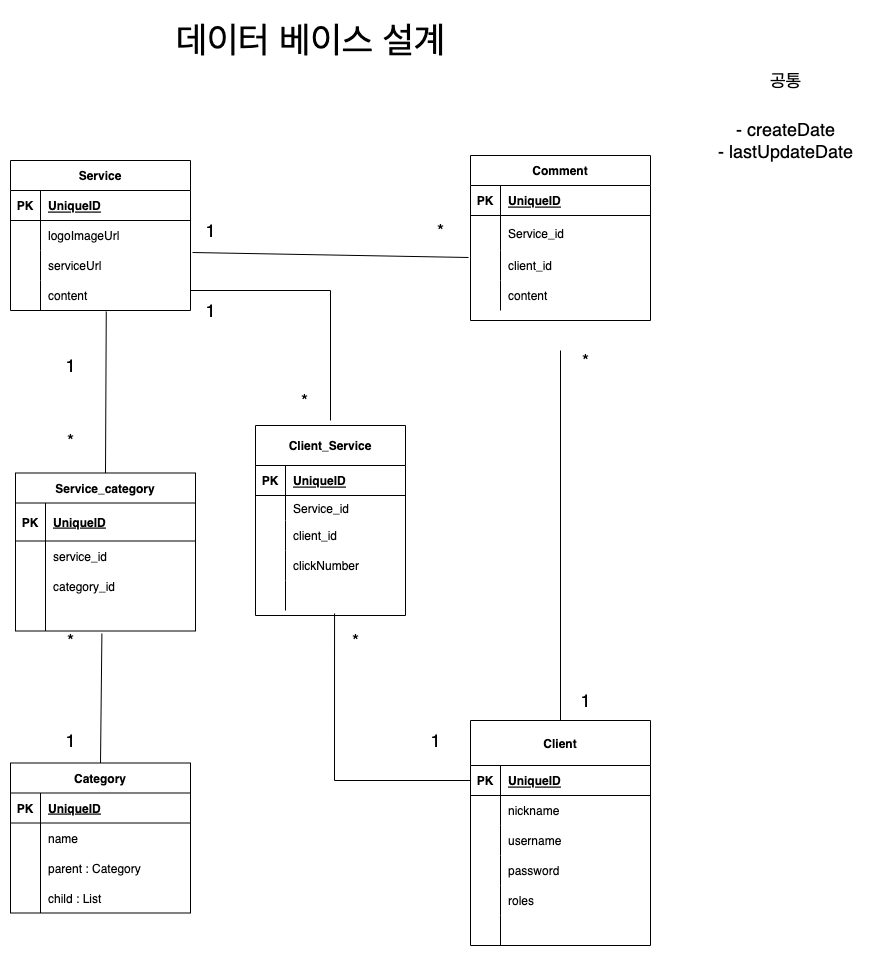 데이터 베이스 설계
공통
- createDate
- lastUpdateDate
Service
PK UniqueID
logoImageUrl
serviceUrl
content
1
*
Comment
PK UniqueID
Service_id
client_id
content
1
*
1
*
*
Client_Service
PK UniqueID
Service_id
client_id
clickNumber
Service_category
PK UniqueID
service_id
category_id
*
*
1
1
1
Client
PK UniqueID
nickname
username
password
roles
Category
PK UniqueID
name
parent : Category
child : List